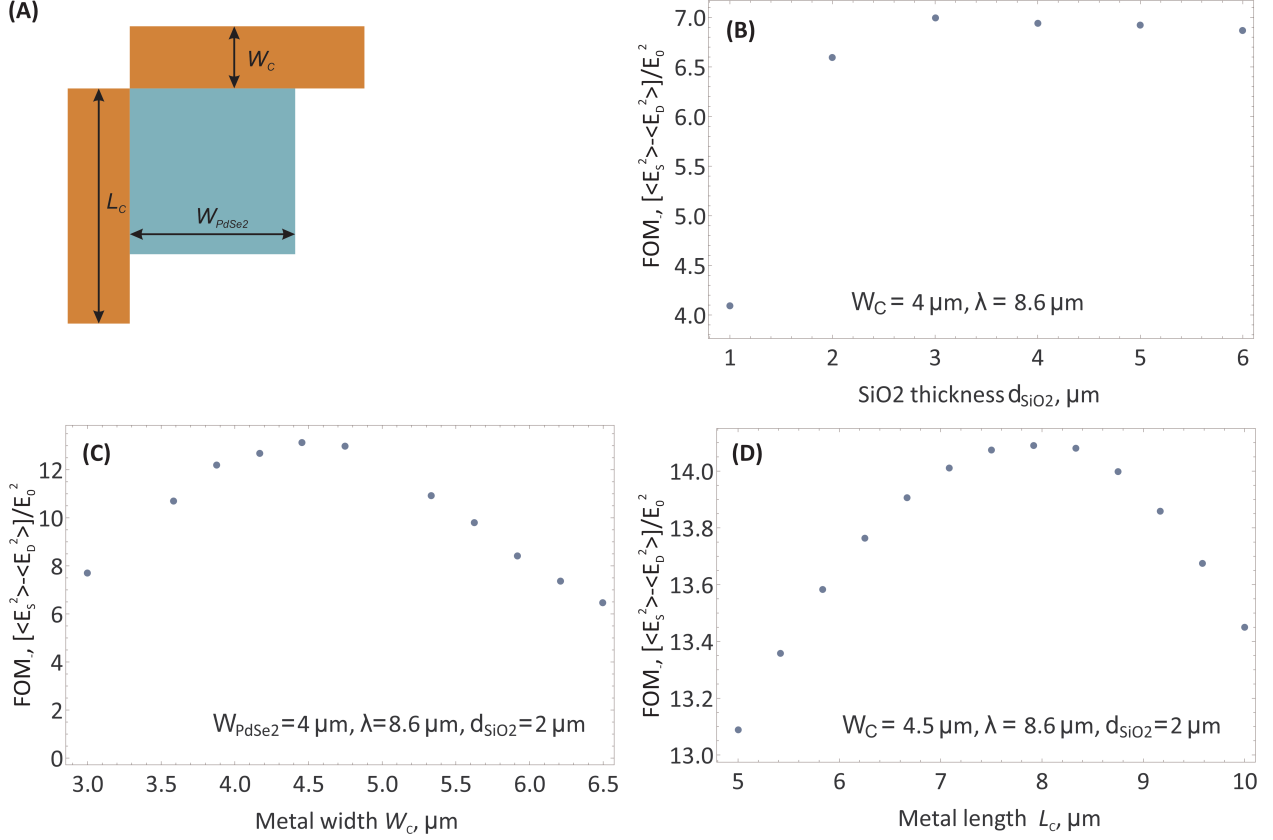 (A)
W_C
L_C
W_PdSe2
(B)
7.0
6.5
6.0
5.5
5.0
4.5
4.0
FOM-, [<E_S^2>-<E_D^2>]/E_0^2
W_C = 4 μm, λ = 8.6 μm
1 2 3 4 5 6
SiO2 thickness d_SiO2, μm
(C)
12
10
8
6
4
2
0
FOM-, [<E_S^2>-<E_D^2>]/E_0^2
W_PdSe2=4 μm, λ=8.6 μm, d_SiO2=2 μm
3.0 3.5 4.0 4.5 5.0 5.5 6.0 6.5
Metal width W_c, μm
(D)
14.0
13.8
13.6
13.4
13.2
13.0
FOM-, [<E_S^2>-<E_D^2>]/E_0^2
W_C = 4.5 μm, λ = 8.6 μm, d_SiO2=2 μm
5 6 7 8 9 10
Metal length L_c, μm